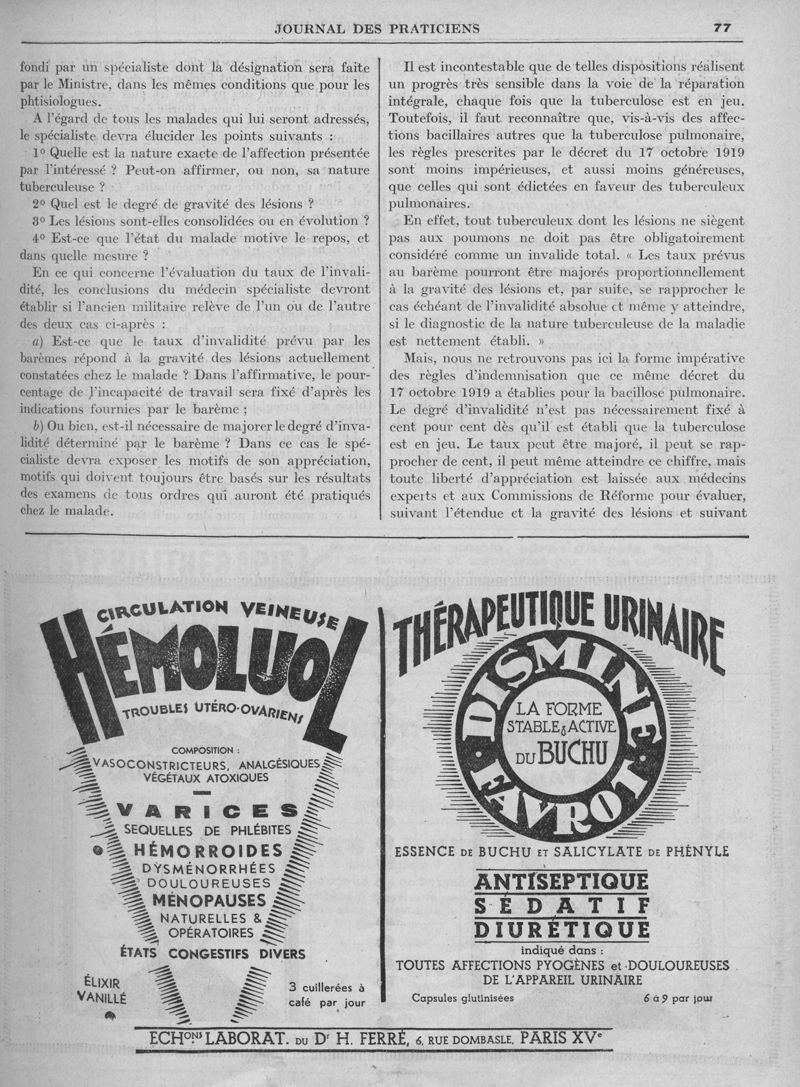 JOURNAL DES PRATICIENS 77
fondi par un spécialiste dont la désignation sera faite
par le Ministre, dans les mêmes conditions que pour les
phtisiologues.
A l'égard de tous les malades qui lui seront adressés,
le spécialiste devra élucider les points suivants :
1º Quelle est la nature exacte de l'affection présentée
par l'intéressé ? Peut-on affirmer, ou non, sa nature
tuberculeuse ?
2º Quel est le degré de gravité des lésions ?
3º Les lésions sont-elles consolidées ou en évolution ?
4º Est-ce que l'état du malade motive le repos, et
dans quelle mesure ?
En ce qui concerne l'évaluation du taux de l'invali-
dité, les conclusions du médecin spécialiste devront
établir si l'ancien militaire relève de l'un ou de l'autre
des deux cas ci-après :
a) Est-ce que le taux d'invalidité prévu par les
barèmes répond à la gravité des lésions actuellement
constatées chez le malade ? Dans l'affirmative, le pour-
centage de l'incapacité de travail sera fixé d'après les
indications fournies par le barème ;
b) Ou bien, est-il nécessaire de majorer le degré d'inva-
lidité déterminé par le barème ? Dans ce cas le spé-
cialiste devra exposer les motifs de son appréciation,
motifs qui doivent toujours être basés sur les résultats
des examens de tous ordres qui auront été pratiqués
chez le malade.
Il est incontestable que de telles dispositions réalisent
un progrès très sensible dans la voie de la réparation
intégrale, chaque fois que la tuberculose est en jeu.
Toutefois, il faut reconnaître que, vis-à-vis des affec-
tions bacillaires autres que la tuberculose pulmonaire,
les règles prescrites par le décret du 17 octobre 1919
sont moins impérieuses, et aussi moins généreuses,
que celles qui sont édictées en faveur des tuberculeux
pulmonaires.
En effet, tout tuberculeux dont les lésions ne siègent
pas aux poumons ne doit pas être obligatoirement
considéré comme un invalide total. « Les taux prévus
au barème pourront être majorés proportionnellement
à la gravité des lésions et, par suite, se rapprocher le
cas échéant de l'invalidité absolue et même y atteindre,
si le diagnostic de la nature tuberculeuse de la maladie
est nettement établi. »
Mais, nous ne retrouvons pas ici la forme impérative
des règles d'indemnisation que ce même décret du
17 octobre 1919 a établies pour la bacillose pulmonaire.
Le degré d'invalidité n'est pas nécessairement fixé à
cent pour cent dès qu'il est établi que la tuberculose
est en jeu. Le taux peut être majoré, il peut se rap-
procher de cent, il peut même atteindre ce chiffre, mais
toute liberté d'appréciation est laissée aux médecins
experts et aux Commissions de Réforme pour évaluer,
suivant l'étendue et la gravité des lésions et suivant
CIRCULATION VEINEUSE
HÉMOLUOL
TROUBLES UTÉRO-OVARIENS
COMPOSITION :
VASOCONSTRICTEURS, ANALGÉSIQUES
VÉGÉTAUX ATOXIQUES
VARICES
SEQUELLES DE PHLÉBITES
HÉMORROIDES
DYSMÉNORRHÉES
DOULOUREUSES
MÉNOPAUSES
NATURELLES &
OPÉRATOIRES
ÉTATS CONGESTIFS DIVERS
ÉLIXIR
VANILLÉ
3 cuillerées à
café par jour
THÉRAPEUTIQUE URINAIRE
DISMINE
LA FORME
STABLE & ACTIVE
DU BUCHU
FAVROT
ESSENCE DE BUCHU ET SALICYLATE DE PHÉNYLE
ANTISEPTIQUE
SÉDATIF
DIURÉTIQUE
indiqué dans :
TOUTES AFFECTIONS PYOGÈNES et DOULOUREUSES
DE L'APPAREIL URINAIRE
Capsules glutinisées 6 à 9 par jour
ECHONS LABORAT. DU Dr H. FERRÉ, 6, RUE DOMBASLE, PARIS XVe